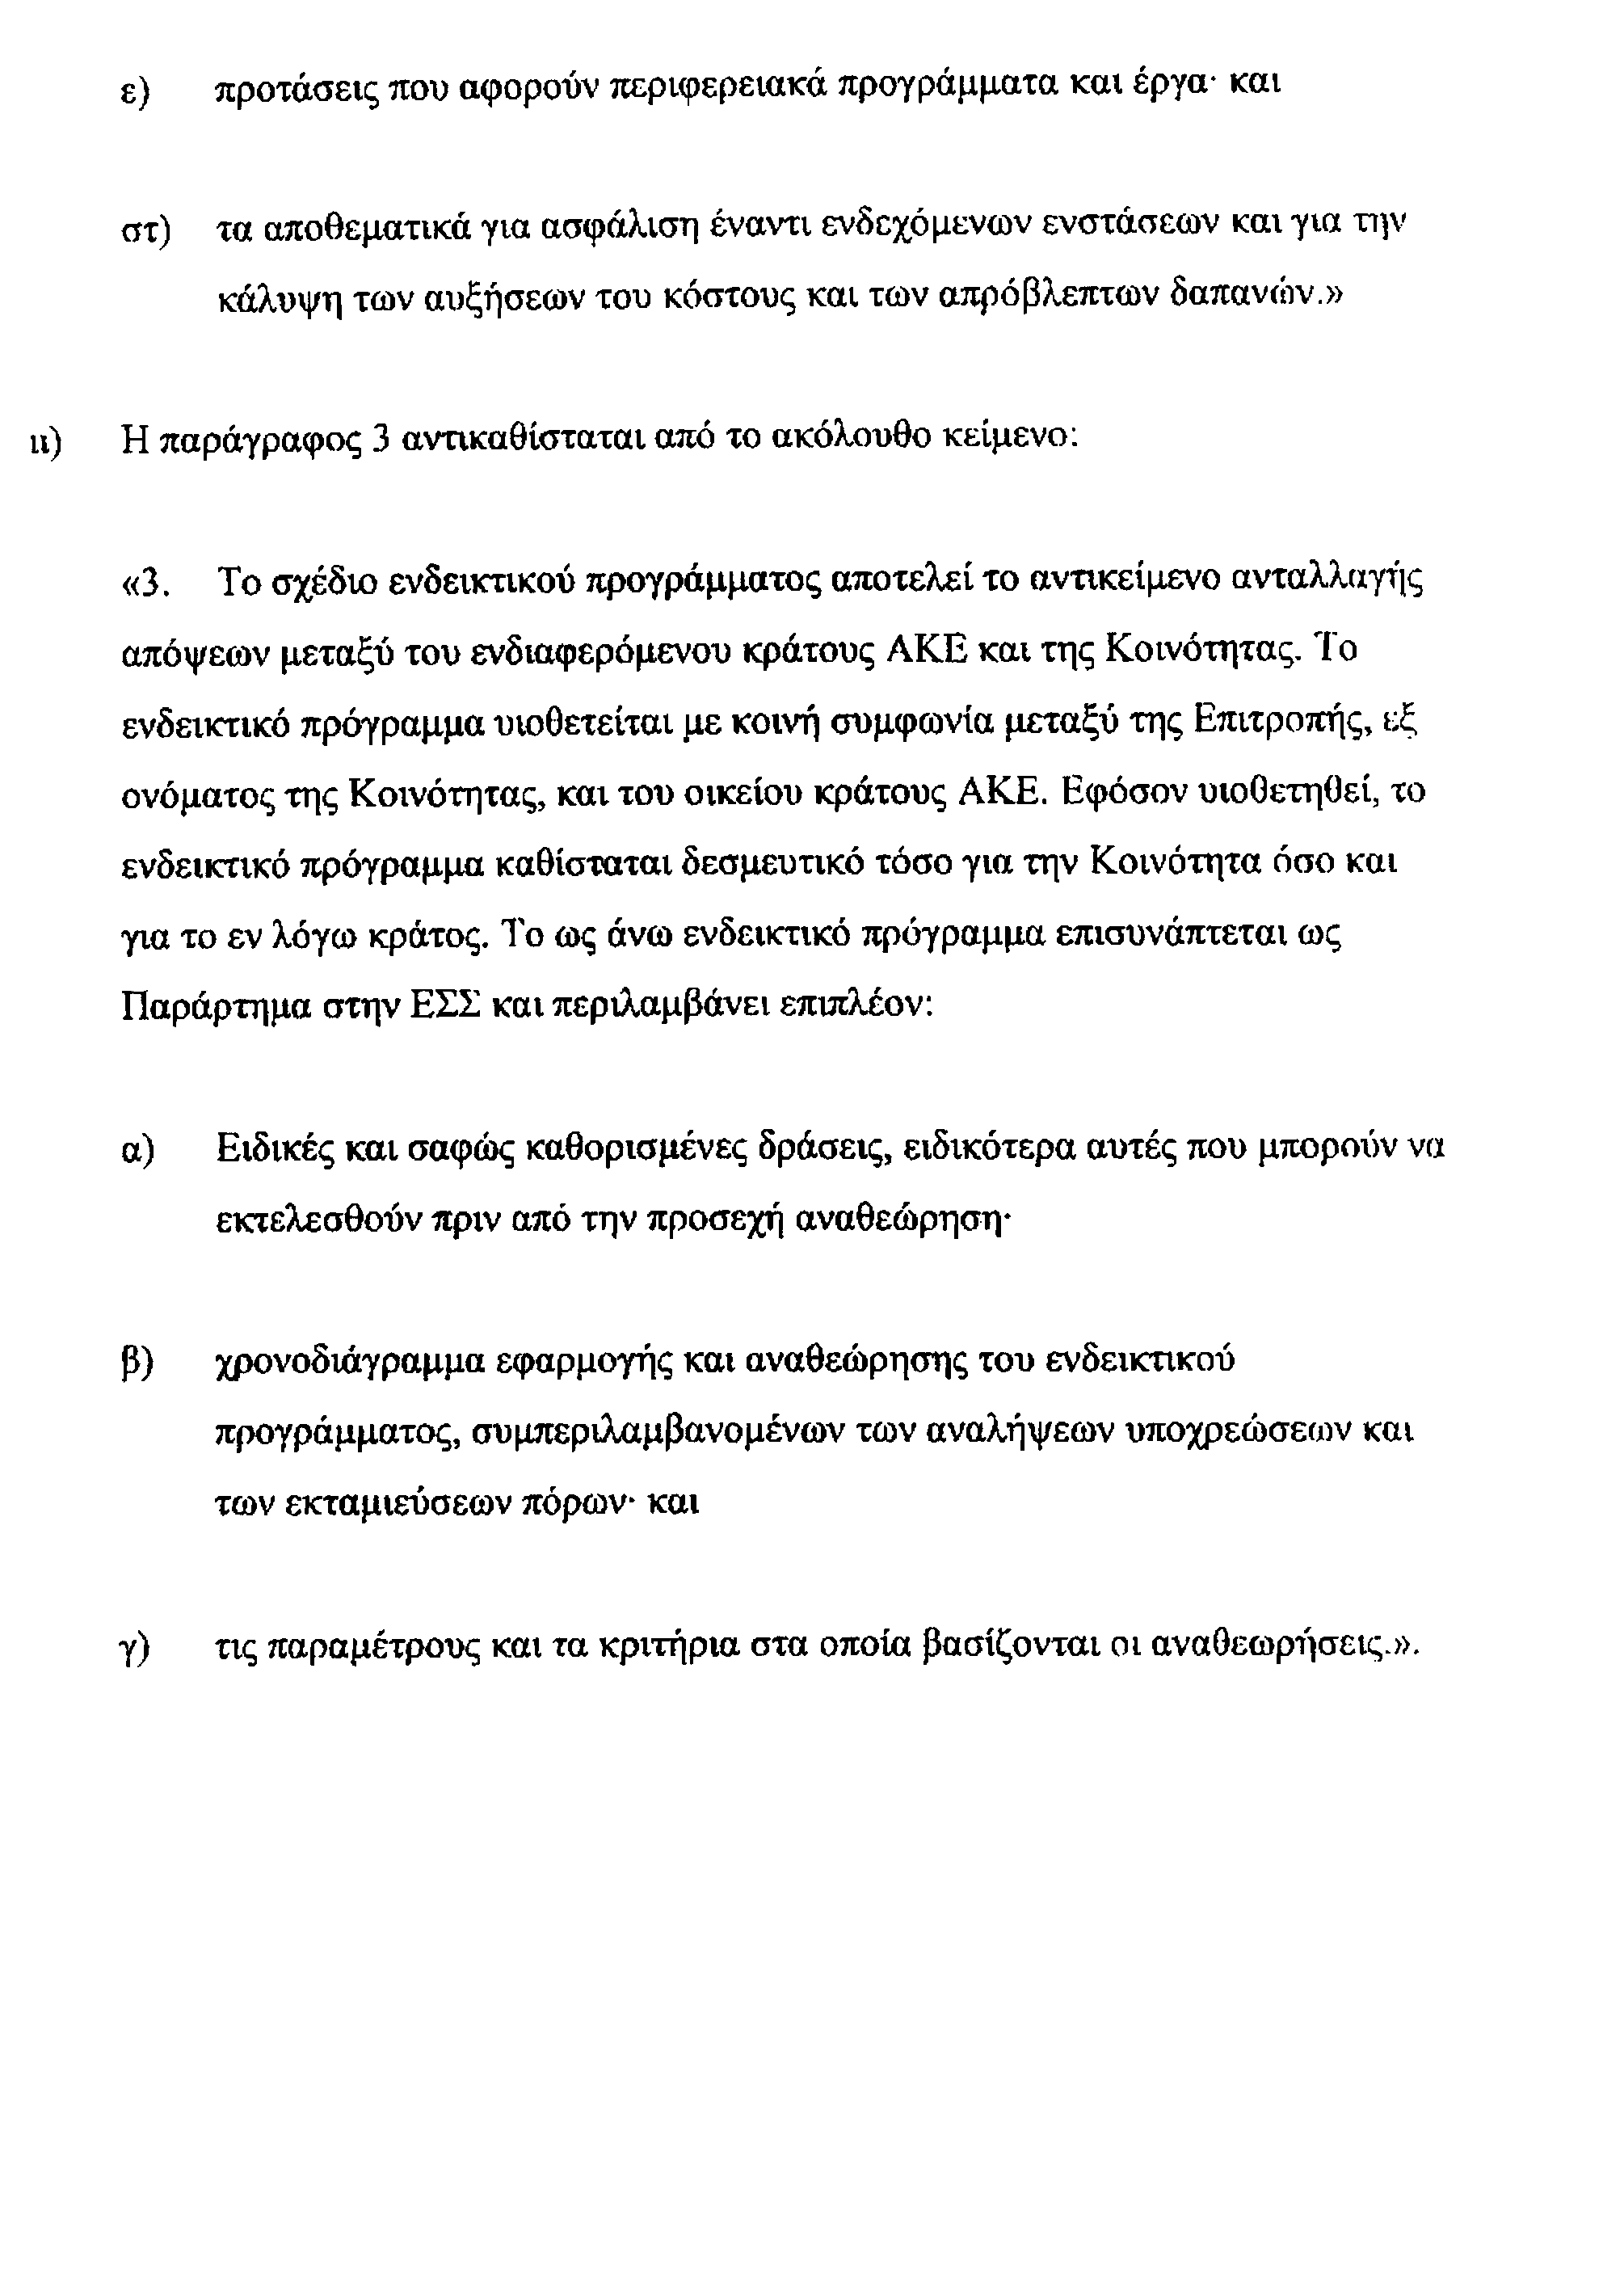 ε) προτάσεις που αφορούν περιφερειακά προγράμματα και έργα· και
στ) τα αποθεματικά για ασφάλιση έναντι ενδεχόμενων ενστάσεων και για την
κάλυψη των αυξήσεων του κόστους και των απρόβλεπτων δαπανών.»
ιι) Η παράγραφος 3 αντικαθίσταται από το ακόλουθο κείμενο:
«3. Το σχέδιο ενδεικτικού προγράμματος αποτελεί το αντικείμενο ανταλλαγής
απόψεων μεταξύ του ενδιαφερόμενου κράτους ΑΚΕ και της Κοινότητας. Το
ενδεικτικό πρόγραμμα υιοθετείται με κοινή συμφωνία μεταξύ της Επιτροπής, εξ
ονόματος της Κοινότητας, και του οικείου κράτους ΑΚΕ. Εφόσον υιοθετηθεί, το
ενδεικτικό πρόγραμμα καθίσταται δεσμευτικό τόσο για την Κοινότητα όσο και
για το εν λόγω κράτος. Το ως άνω ενδεικτικό πρόγραμμα επισυνάπτεται ως
Παράρτημα στην ΕΣΣ και περιλαμβάνει επιπλέον:
α) Ειδικές και σαφώς καθορισμένες δράσεις, ειδικότερα αυτές που μπορούν να
εκτελεσθούν πριν από την προσεχή αναθεώρηση·
β) χρονοδιάγραμμα εφαρμογής και αναθεώρησης του ενδεικτικού
προγράμματος, συμπεριλαμβανομένων των αναλήψεων υποχρεώσεων και
των εκταμιεύσεων πόρων· και
γ) τις παραμέτρους και τα κριτήρια στα οποία βασίζονται οι αναθεωρήσεις.».